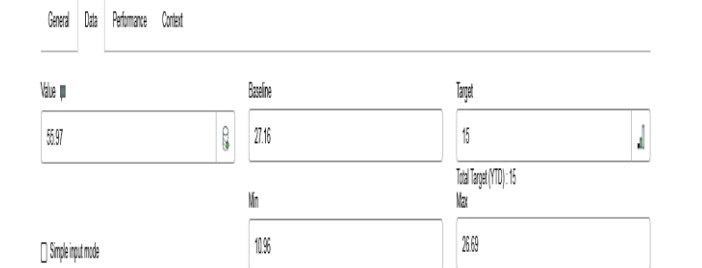 General Data Performance Context
Value Baseline Target
55.97 27.16 15
Total Target (YTD) : 15
Min Max
10.96 26.69
Simple input mode